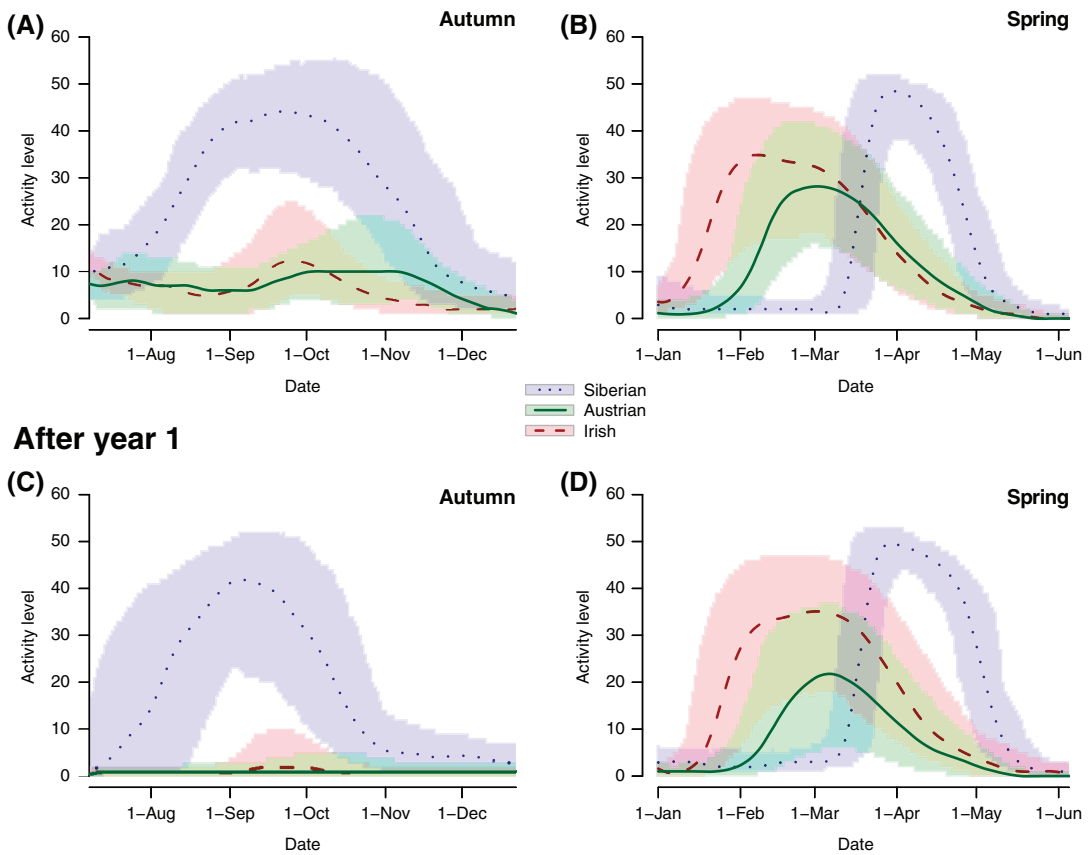 (A)
Autumn
60
50
40
30
20
10
0
Activity level
1–Aug
1–Sep
1–Oct
1–Nov
1–Dec
Date
(B)
Spring
60
50
40
30
20
10
0
Activity level
1–Jan
1–Feb
1–Mar
1–Apr
1–May
1–Jun
Date
Siberian
Austrian
Irish
After year 1
(C)
Autumn
60
50
40
30
20
10
0
Activity level
1–Aug
1–Sep
1–Oct
1–Nov
1–Dec
Date
(D)
Spring
60
50
40
30
20
10
0
Activity level
1–Jan
1–Feb
1–Mar
1–Apr
1–May
1–Jun
Date